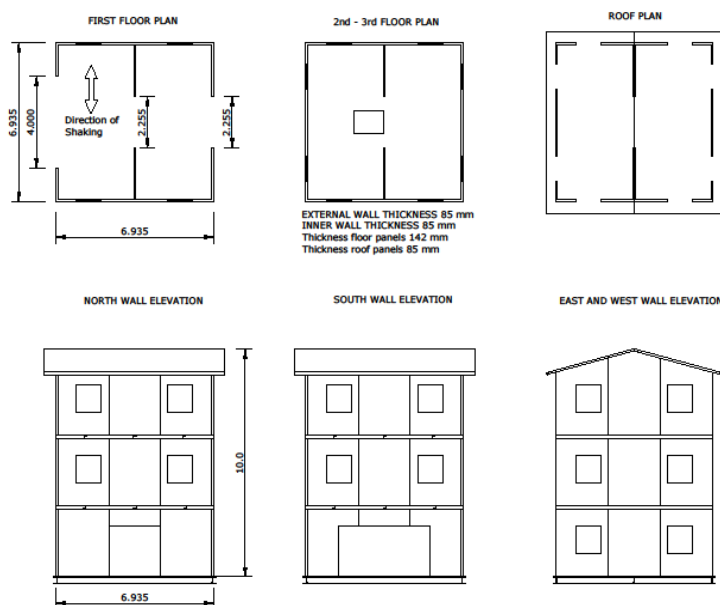 FIRST FLOOR PLAN
2nd - 3rd FLOOR PLAN
ROOF PLAN
6.935
4.000
Direction of
Shaking
2.255
2.255
6.935
EXTERNAL WALL THICKNESS 85 mm
INNER WALL THICKNESS 85 mm
Thickness floor panels 142 mm
Thickness roof panels 85 mm
NORTH WALL ELEVATION
SOUTH WALL ELEVATION
EAST AND WEST WALL ELEVATION
10.0
6.935